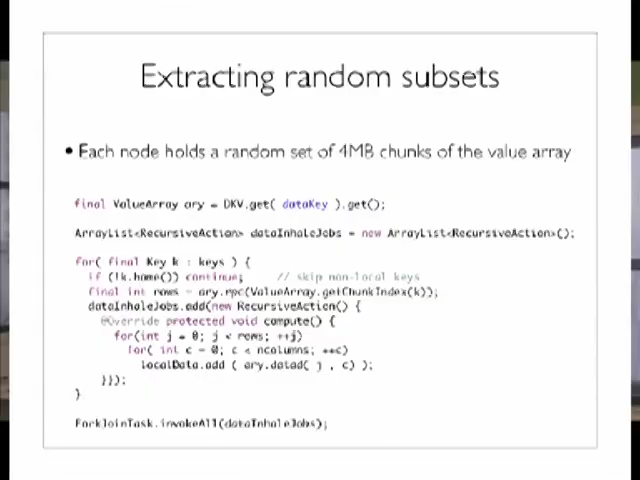 Extracting random subsets
• Each node holds a random set of 4MB chunks of the value array
final ValueArray ary = DKV.get( dataKey ).get();
ArrayList<RecursiveAction> dataInhaleJobs = new ArrayList<RecursiveAction>();
for( final Key k : keys ) {
if (!k.home()) continue; // skip non-local keys
final int rows = ary.rpc(ValueArray.getChunkIndex(k));
dataInhaleJobs.add(new RecursiveAction() {
@Override protected void compute() {
for(int j = 0; j < rows; ++j)
for( int c = 0; c < ncolumns; ++c)
localData.add ( ary.datad( j , c) );
}});
}
ForkJoinTask.invokeAll(dataInhaleJobs);